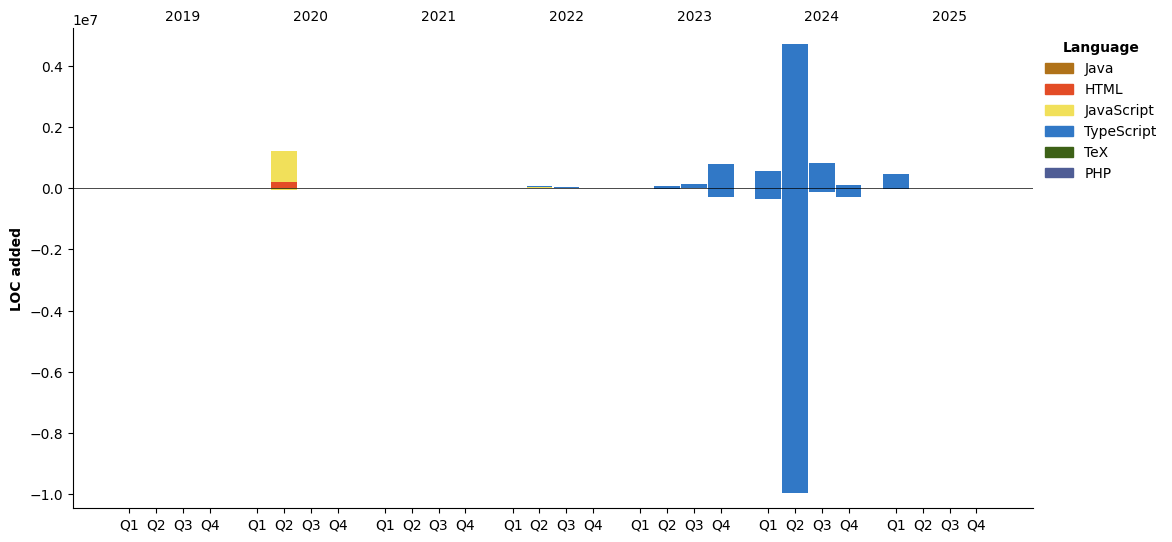 1e7
2019 2020 2021 2022 2023 2024 2025
Language
Java
HTML
JavaScript
TypeScript
TeX
PHP
LOC added
0.4
0.2
0.0
−0.2
−0.4
−0.6
−0.8
−1.0
Q1 Q2 Q3 Q4 Q1 Q2 Q3 Q4 Q1 Q2 Q3 Q4 Q1 Q2 Q3 Q4 Q1 Q2 Q3 Q4 Q1 Q2 Q3 Q4 Q1 Q2 Q3 Q4